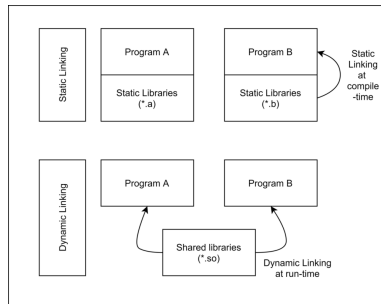 Static Linking
Program A
Static Libraries
(*.a)
Program B
Static Libraries
(*.b)
Static
Linking
at
compile
-time
Dynamic Linking
Program A
Program B
Shared libraries
(*.so)
Dynamic Linking
at run-time